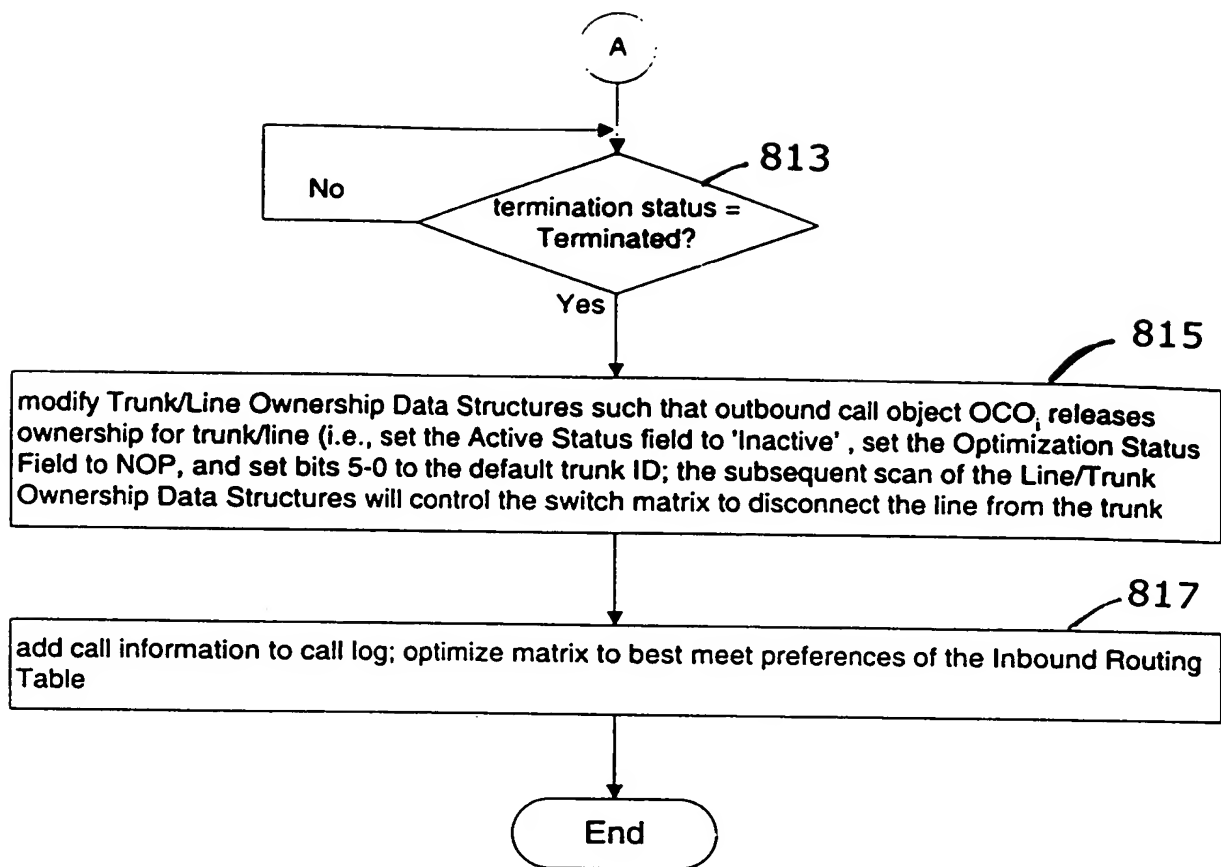 A
813
No
termination status =
Terminated?
Yes
815
modify Trunk/Line Ownership Data Structures such that outbound call object OCOi releases
ownership for trunk/line (i.e., set the Active Status field to 'Inactive' , set the Optimization Status
Field to NOP, and set bits 5-0 to the default trunk ID; the subsequent scan of the Line/Trunk
Ownership Data Structures will control the switch matrix to disconnect the line from the trunk
817
add call information to call log; optimize matrix to best meet preferences of the Inbound Routing
Table
End